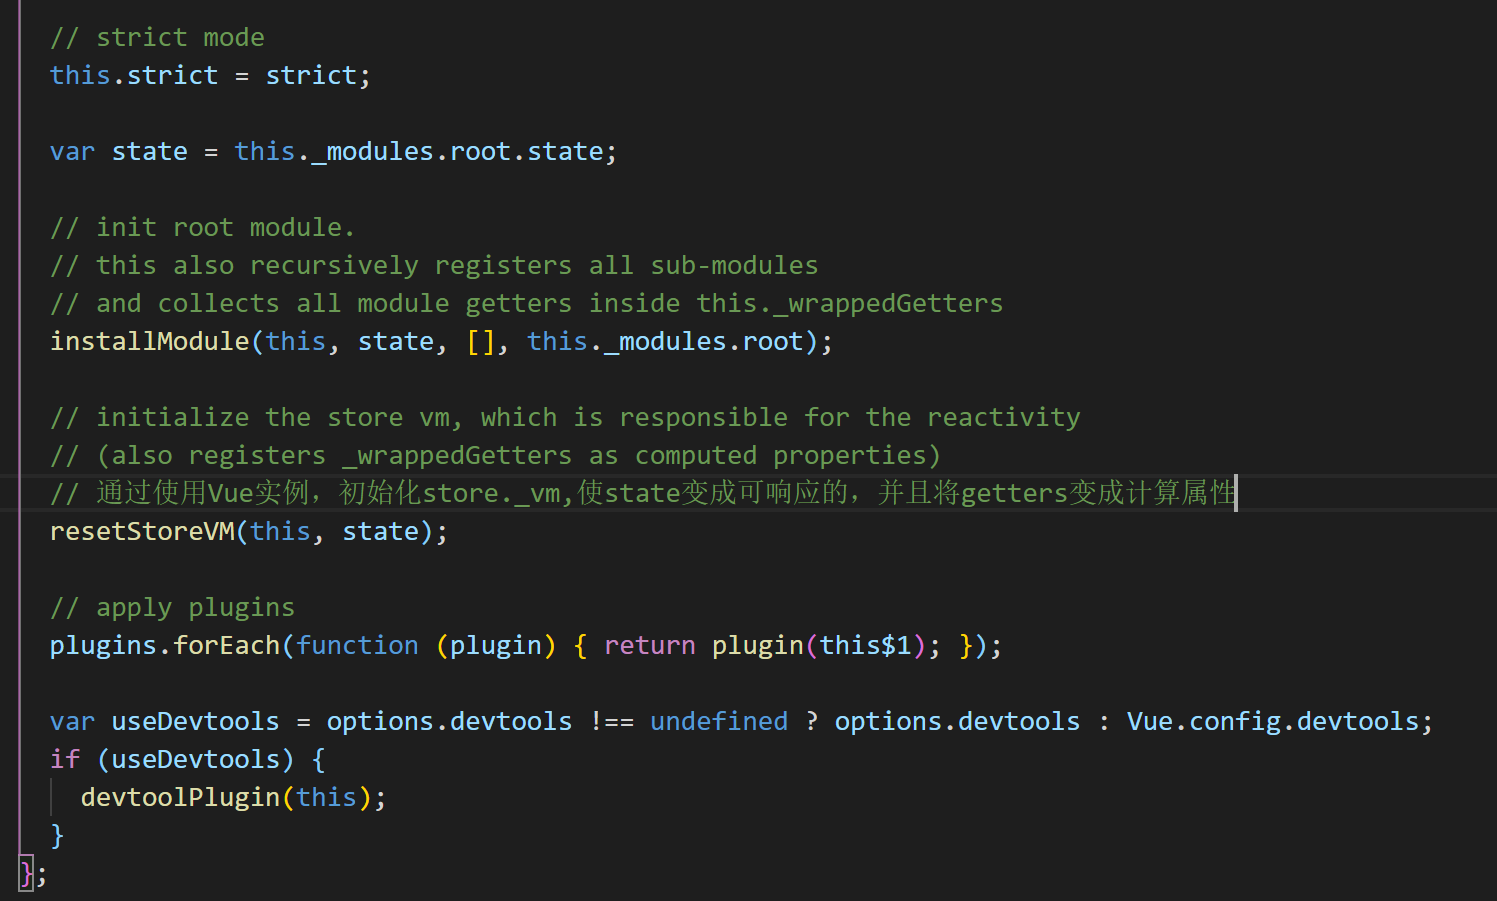 // strict mode
this.strict = strict;
var state = this._modules.root.state;
// init root module.
// this also recursively registers all sub-modules
// and collects all module getters inside this._wrappedGetters
installModule(this, state, [], this._modules.root);
// initialize the store vm, which is responsible for the reactivity
// (also registers _wrappedGetters as computed properties)
// 通过使用Vue实例，初始化store._vm,使state变成可响应的，并且将getters变成计算属性
resetStoreVM(this, state);
// apply plugins
plugins.forEach(function (plugin) { return plugin(this$1); });
var useDevtools = options.devtools !== undefined ? options.devtools : Vue.config.devtools;
if (useDevtools) {
devtoolPlugin(this);
}
};